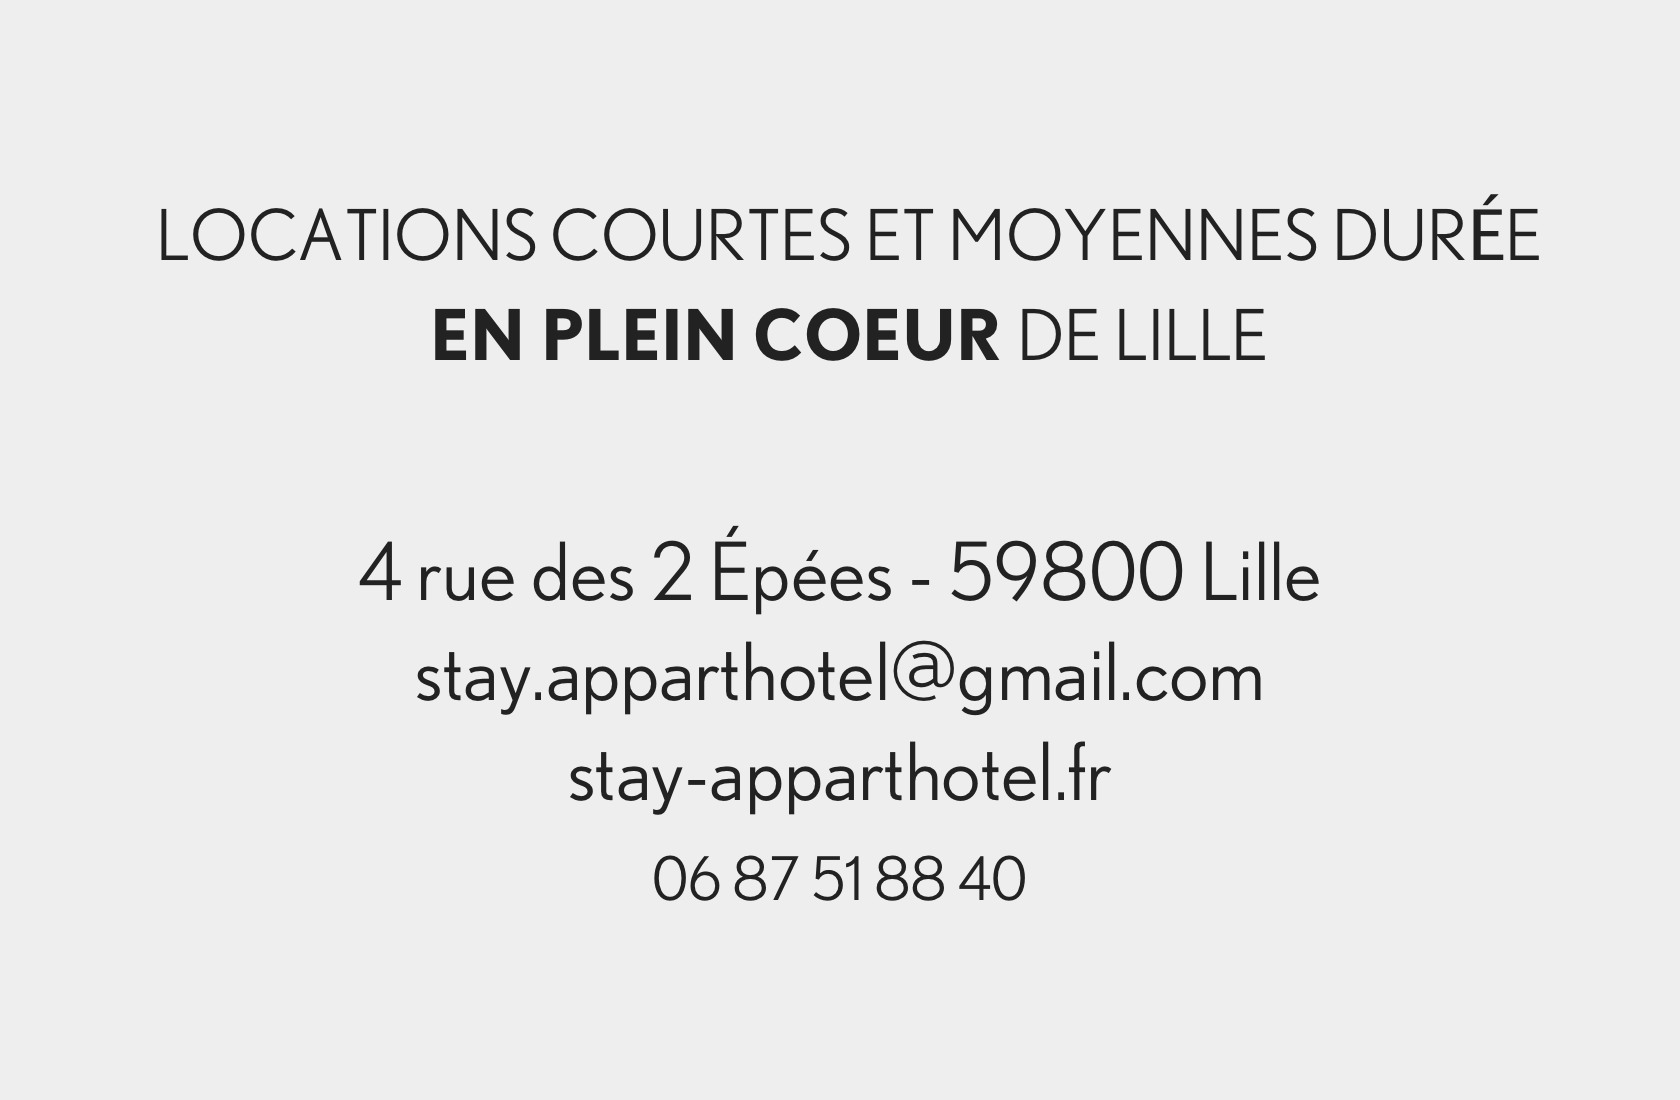 LOCATIONS COURTES ET MOYENNES DURÉE
EN PLEIN COEUR DE LILLE
4 rue des 2 Épées - 59800 Lille
stay.apparthotel@gmail.com
stay-apparthotel.fr
06 87 51 88 40